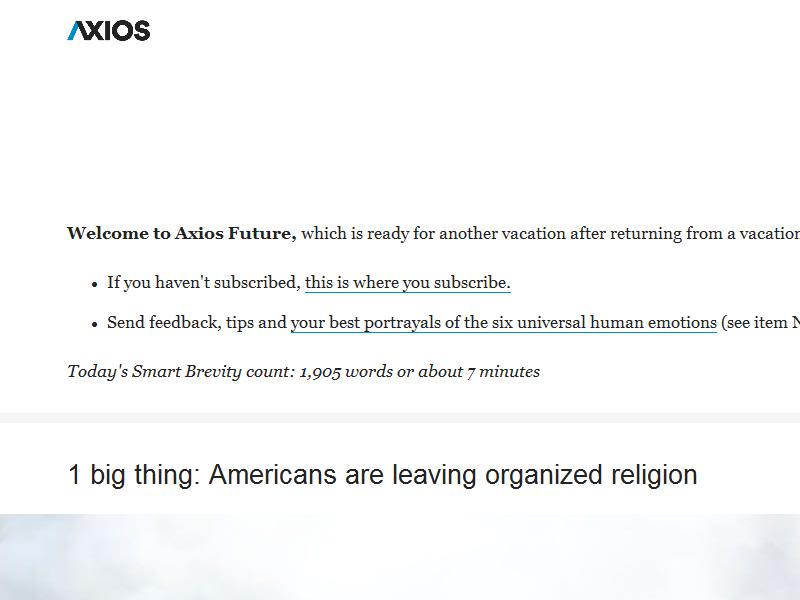 AXIOS
Welcome to Axios Future, which is ready for another vacation after returning from a vacation
If you haven't subscribed, this is where you subscribe.
Send feedback, tips and your best portrayals of the six universal human emotions (see item
Today's Smart Brevity count: 1,905 words or about 7 minutes
1 big thing: Americans are leaving organized religion